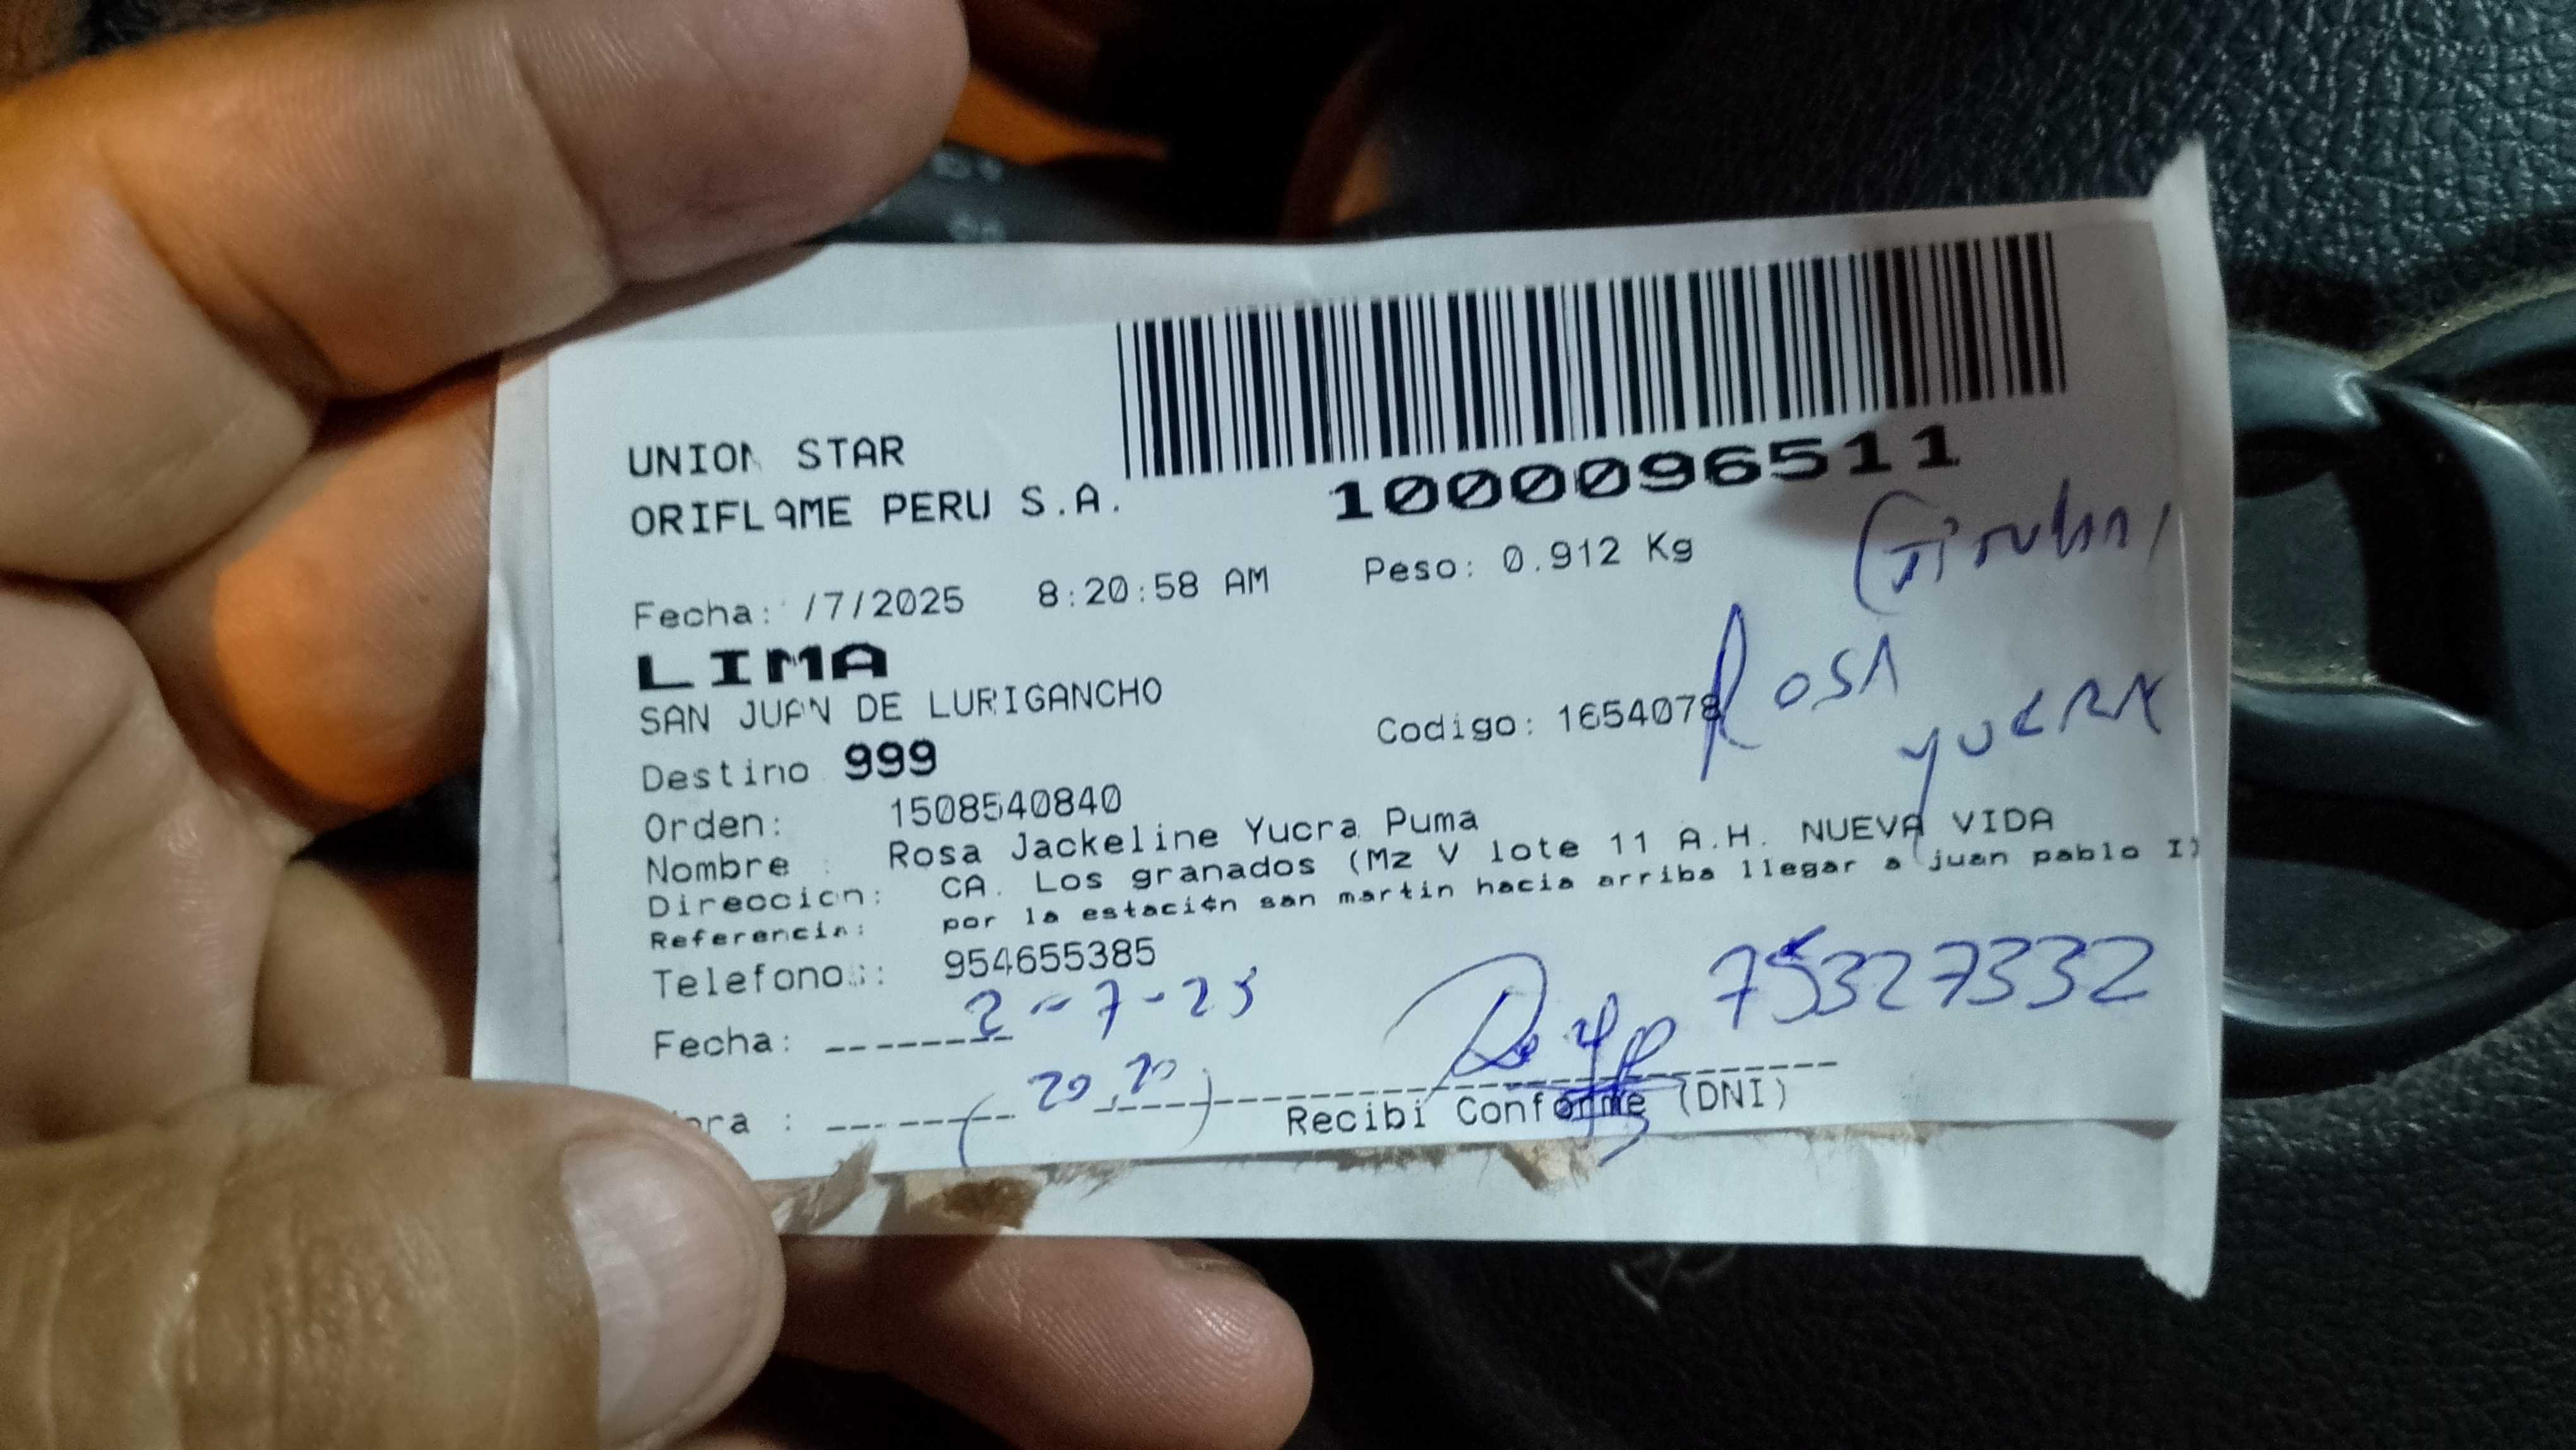 UNION STAR
ORIFLAME PERU S.A.
1000096511
Fecha: /7/2025 8:20:58 AM Peso: 0.912 Kg
(Titular)
LIMA
SAN JUAN DE LURIGANCHO
Codigo: 1654078
Rosa
YUCRA
Destino 999
Orden: 1508540840
Nombre : Rosa Jackeline Yucra Puma
Direccion: CA. Los granados (Mz V lote 11 A.H. NUEVA VIDA
Referencia: por la estaci¢n san martin hacia arriba llegar a juan pablo I)
Telefono: 954655385
Fecha: 2-7-25
75327332
ora : (20,20)
Recibi Conforme (DNI)